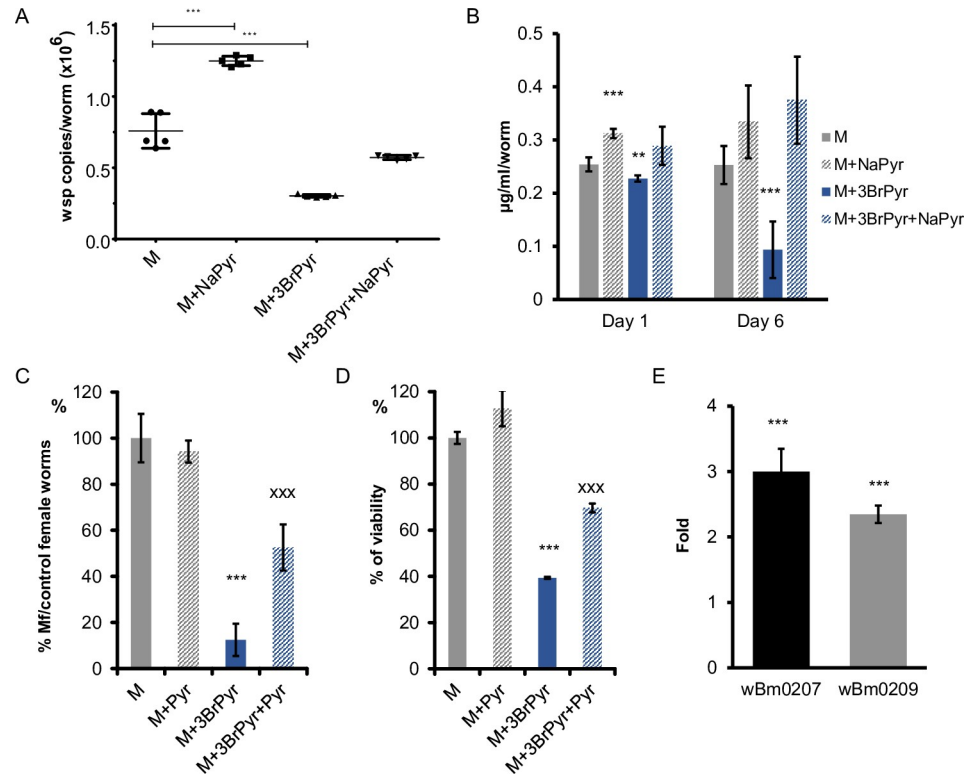 A
wsp copies/worm (x10⁶)
1.5
1.0
0.5
0.0
***
***
M
M+NaPyr
M+3BrPyr
M+3BrPyr+NaPyr
B
µg/ml/worm
0.5
0.4
0.3
0.2
0.1
0
***
**
***
Day 1
Day 6
M
M+NaPyr
M+3BrPyr
M+3BrPyr+NaPyr
C
%
% Mf/control female worms
120
100
80
60
40
20
0
***
xxx
M
M+Pyr
M+3BrPyr
M+3BrPyr+Pyr
D
%
% of viability
120
100
80
60
40
20
0
***
xxx
M
M+Pyr
M+3BrPyr
M+3BrPyr+Pyr
E
Fold
4
3
2
1
0
***
***
wBm0207
wBm0209